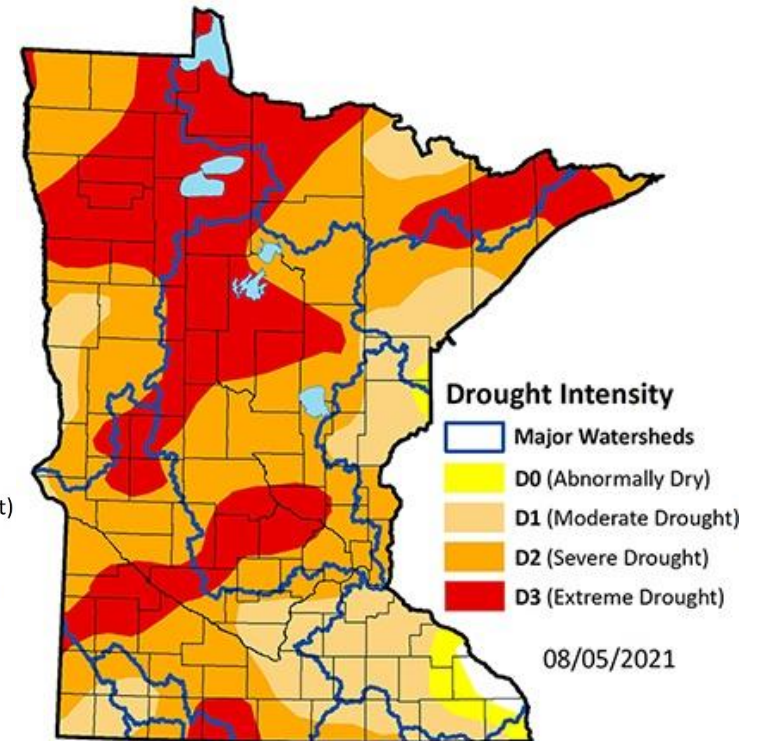 t)
Drought Intensity
Major Watersheds
D0 (Abnormally Dry)
D1 (Moderate Drought)
D2 (Severe Drought)
D3 (Extreme Drought)
08/05/2021